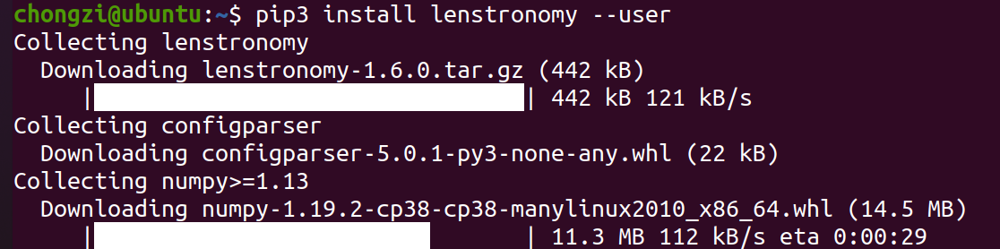 chongzi@ubuntu:~$ pip3 install lenstronomy --user
Collecting lenstronomy
Downloading lenstronomy-1.6.0.tar.gz (442 kB)
|████████████████████████████████| 442 kB 121 kB/s
Collecting configparser
Downloading configparser-5.0.1-py3-none-any.whl (22 kB)
Collecting numpy>=1.13
Downloading numpy-1.19.2-cp38-cp38-manylinux2010_x86_64.whl (14.5 MB)
|█████████████████████████       | 11.3 MB 112 kB/s eta 0:00:29